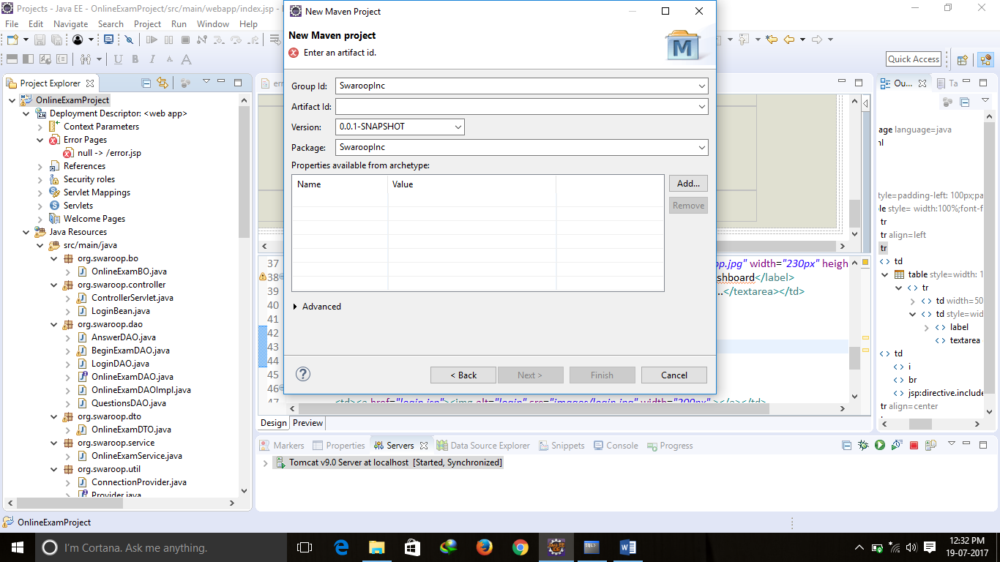 Projects - Java EE - OnlineExamProject/src/main/webapp/index.jsp -
File Edit Navigate Search Project Run Window Help
Quick Access
Project Explorer
OnlineExamProject
Deployment Descriptor: <web app>
Context Parameters
Error Pages
null -> /error.jsp
References
Security roles
Servlet Mappings
Servlets
Welcome Pages
Java Resources
src/main/java
org.swaroop.bo
OnlineExamBO.java
org.swaroop.controller
ControllerServlet.java
LoginBean.java
org.swaroop.dao
AnswerDAO.java
BeginExamDAO.java
LoginDAO.java
OnlineExamDAO.java
OnlineExamDAOImpl.java
QuestionsDAO.java
org.swaroop.dto
OnlineExamDTO.java
org.swaroop.service
OnlineExamService.java
org.swaroop.util
ConnectionProvider.java
Provider.java
New Maven Project
New Maven project
Enter an artifact id.
M
Group Id: SwaroopInc
Artifact Id:
Version: 0.0.1-SNAPSHOT
Package: SwaroopInc
Properties available from archetype:
Name Value
Add...
Remove
Advanced
< Back Next > Finish Cancel
37 op.jpg" width="230px" heigh
38 shboard</label>
39 ..</textarea></td>
40
41
42
43
44
45
46
47 <td><a href="login.jsp"><img alt="login" src="images/login.jpg" width="200px" ></a></td>
Design Preview
Ou... Ta
age language=java
ml
tyle=padding-left: 100px;pa
le style= width:100%;font-f
tr
tr align=left
tr
td
table style=width: 1
tr
td width=50
td style=wid
label
textarea
td
i
br
jsp:directive.include
tr align=center
Markers Properties Servers Data Source Explorer Snippets Console Progress
Tomcat v9.0 Server at localhost [Started, Synchronized]
OnlineExamProject
I'm Cortana. Ask me anything.
12:32 PM
19-07-2017